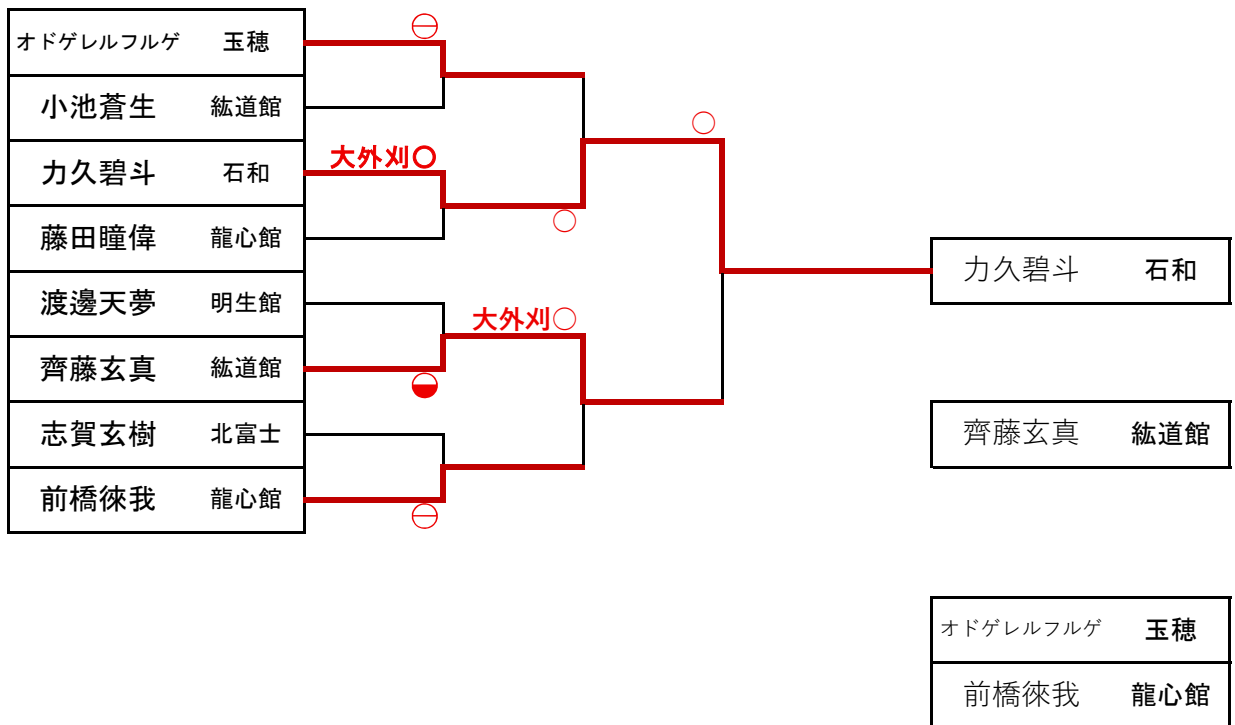 オドゲレルフルゲ 玉穂
小池蒼生 紘道館
力久碧斗 石和
大外刈〇
藤田瞳偉 龍心館
渡邊天夢 明生館
大外刈○
齊藤玄真 紘道館
志賀玄樹 北富士
前橋徠我 龍心館
力久碧斗 石和
齊藤玄真 紘道館
オドゲレルフルゲ 玉穂
前橋徠我 龍心館